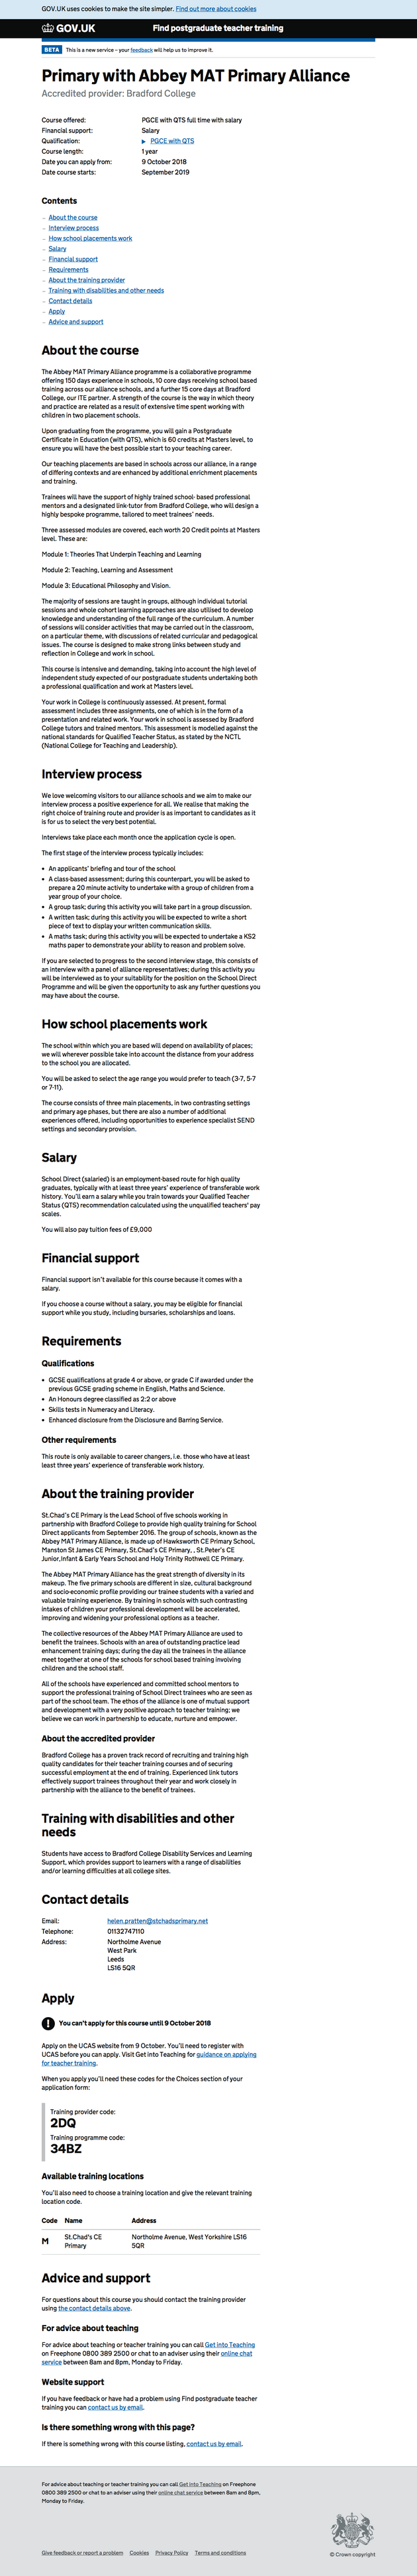 GOV.UK uses cookies to make the site simpler. Find out more about cookies
GOV.UK
Find postgraduate teacher training
BETA This is a new service – your feedback will help us to improve it.
Primary with Abbey MAT Primary Alliance
Accredited provider: Bradford College
Course offered: PGCE with QTS full time with salary
Financial support: Salary
Qualification: PGCE with QTS
Course length: 1 year
Date you can apply from: 9 October 2018
Date course starts: September 2019
Contents
– About the course
– Interview process
– How school placements work
– Salary
– Financial support
– Requirements
– About the training provider
– Training with disabilities and other needs
– Contact details
– Apply
– Advice and support
About the course
The Abbey MAT Primary Alliance programme is a collaborative programme
offering 150 days experience in schools, 10 core days receiving school based
training across our alliance schools, and a further 15 core days at Bradford
College, our ITE partner. A strength of the course is the way in which theory
and practice are related as a result of extensive time spent working with
children in two placement schools.
Upon graduating from the programme, you will gain a Postgraduate
Certificate in Education (with QTS), which is 60 credits at Masters level, to
ensure you will have the best possible start to your teaching career.
Our teaching placements are based in schools across our alliance, in a range
of differing contexts and are enhanced by additional enrichment placements
and training.
Trainees will have the support of highly trained school- based professional
mentors and a designated link-tutor from Bradford College, who will design a
highly bespoke programme, tailored to meet trainees' needs.
Three assessed modules are covered, each worth 20 Credit points at Masters
level. These are:
Module 1: Theories That Underpin Teaching and Learning
Module 2: Teaching, Learning and Assessment
Module 3: Educational Philosophy and Vision.
The majority of sessions are taught in groups, although individual tutorial
sessions and whole cohort learning approaches are also utilised to develop
knowledge and understanding of the full range of the curriculum. A number
of sessions will consider activities that may be carried out in the classroom,
on a particular theme, with discussions of related curricular and pedagogical
issues. The course is designed to make strong links between study and
reflection in College and work in school.
This course is intensive and demanding, taking into account the high level of
independent study expected of our postgraduate students undertaking both
a professional qualification and work at Masters level.
Your work in College is continuously assessed. At present, formal
assessment includes three assignments, one of which is in the form of a
presentation and related work. Your work in school is assessed by Bradford
College tutors and trained mentors. This assessment is modelled against the
national standards for Qualified Teacher Status, as stated by the NCTL
(National College for Teaching and Leadership).
Interview process
We love welcoming visitors to our alliance schools and we aim to make our
interview process a positive experience for all. We realise that making the
right choice of training route and provider is as important to candidates as it
is for us to select the very best potential.
Interviews take place each month once the application cycle is open.
The first stage of the interview process typically includes:
• An applicants' briefing and tour of the school
• A class-based assessment; during this counterpart, you will be asked to
prepare a 20 minute activity to undertake with a group of children from a
year group of your choice.
• A group task; during this activity you will take part in a group discussion.
• A written task; during this activity you will be expected to write a short
piece of text to display your written communication skills.
• A maths task; during this activity you will be expected to undertake a KS2
maths paper to demonstrate your ability to reason and problem solve.
If you are selected to progress to the second interview stage, this consists of
an interview with a panel of alliance representatives; during this activity you
will be interviewed as to your suitability for the position on the School Direct
Programme and will be given the opportunity to ask any further questions you
may have about the course.
How school placements work
The school within which you are based will depend on availability of places;
we will wherever possible take into account the distance from your address
to the school you are allocated.
You will be asked to select the age range you would prefer to teach (3-7, 5-7
or 7-11).
The course consists of three main placements, in two contrasting settings
and primary age phases, but there are also a number of additional
experiences offered, including opportunities to experience specialist SEND
settings and secondary provision.
Salary
School Direct (salaried) is an employment-based route for high quality
graduates, typically with at least three years' experience of transferable work
history. You'll earn a salary while you train towards your Qualified Teacher
Status (QTS) recommendation calculated using the unqualified teachers' pay
scales.
You will also pay tuition fees of £9,000
Financial support
Financial support isn't available for this course because it comes with a
salary.
If you choose a course without a salary, you may be eligible for financial
support while you study, including bursaries, scholarships and loans.
Requirements
Qualifications
• GCSE qualifications at grade 4 or above, or grade C if awarded under the
previous GCSE grading scheme in English, Maths and Science.
• An Honours degree classified as 2:2 or above
• Skills tests in Numeracy and Literacy.
• Enhanced disclosure from the Disclosure and Barring Service.
Other requirements
This route is only available to career changers, i.e. those who have at least
least three years' experience of transferable work history.
About the training provider
St.Chad's CE Primary is the Lead School of five schools working in
partnership with Bradford College to provide high quality training for School
Direct applicants from September 2016. The group of schools, known as the
Abbey MAT Primary Alliance, is made up of Hawksworth CE Primary School,
Manston St James CE Primary, St.Chad's CE Primary, , St.Peter's CE
Junior,Infant & Early Years School and Holy Trinity Rothwell CE Primary.
The Abbey MAT Primary Alliance has the great strength of diversity in its
makeup. The five primary schools are different in size, cultural background
and socio-economic profile providing our trainee students with a varied and
valuable training experience. By training in schools with such contrasting
intakes of children your professional development will be accelerated,
improving and widening your professional options as a teacher.
The collective resources of the Abbey MAT Primary Alliance are used to
benefit the trainees. Schools with an area of outstanding practice lead
enhancement training days; during the day all the trainees in the alliance
meet together at one of the schools for school based training involving
children and the school staff.
All of the schools have experienced and committed school mentors to
support the professional training of School Direct trainees who are seen as
part of the school team. The ethos of the alliance is one of mutual support
and development with a very positive approach to teacher training; we
believe we can work in partnership to educate, nurture and empower.
About the accredited provider
Bradford College has a proven track record of recruiting and training high
quality candidates for their teacher training courses and of securing
successful employment at the end of training. Experienced link tutors
effectively support trainees throughout their year and work closely in
partnership with the alliance to the benefit of trainees.
Training with disabilities and other
needs
Students have access to Bradford College Disability Services and Learning
Support, which provides support to learners with a range of disabilities
and/or learning difficulties at all college sites.
Contact details
Email: helen.pratten@stchadsprimary.net
Telephone: 01132747110
Address: Northolme Avenue
West Park
Leeds
LS16 5QR
Apply
! You can't apply for this course until 9 October 2018
Apply on the UCAS website from 9 October. You'll need to register with
UCAS before you can apply. Visit Get into Teaching for guidance on applying
for teacher training.
When you apply you'll need these codes for the Choices section of your
application form:
Training provider code:
2DQ
Training programme code:
34BZ
Available training locations
You'll also need to choose a training location and give the relevant training
location code.
Code Name Address
M St.Chad's CE Primary Northolme Avenue, West Yorkshire LS16 5QR
Advice and support
For questions about this course you should contact the training provider
using the contact details above.
For advice about teaching
For advice about teaching or teacher training you can call Get into Teaching
on Freephone 0800 389 2500 or chat to an adviser using their online chat
service between 8am and 8pm, Monday to Friday.
Website support
If you have feedback or have had a problem using Find postgraduate teacher
training you can contact us by email.
Is there something wrong with this page?
If there is something wrong with this course listing, contact us by email.
For advice about teaching or teacher training you can call Get Into Teaching on Freephone
0800 389 2500 or chat to an adviser using their online chat service between 8am and 8pm,
Monday to Friday.
Give feedback or report a problem Cookies Privacy Policy Terms and conditions
© Crown copyright